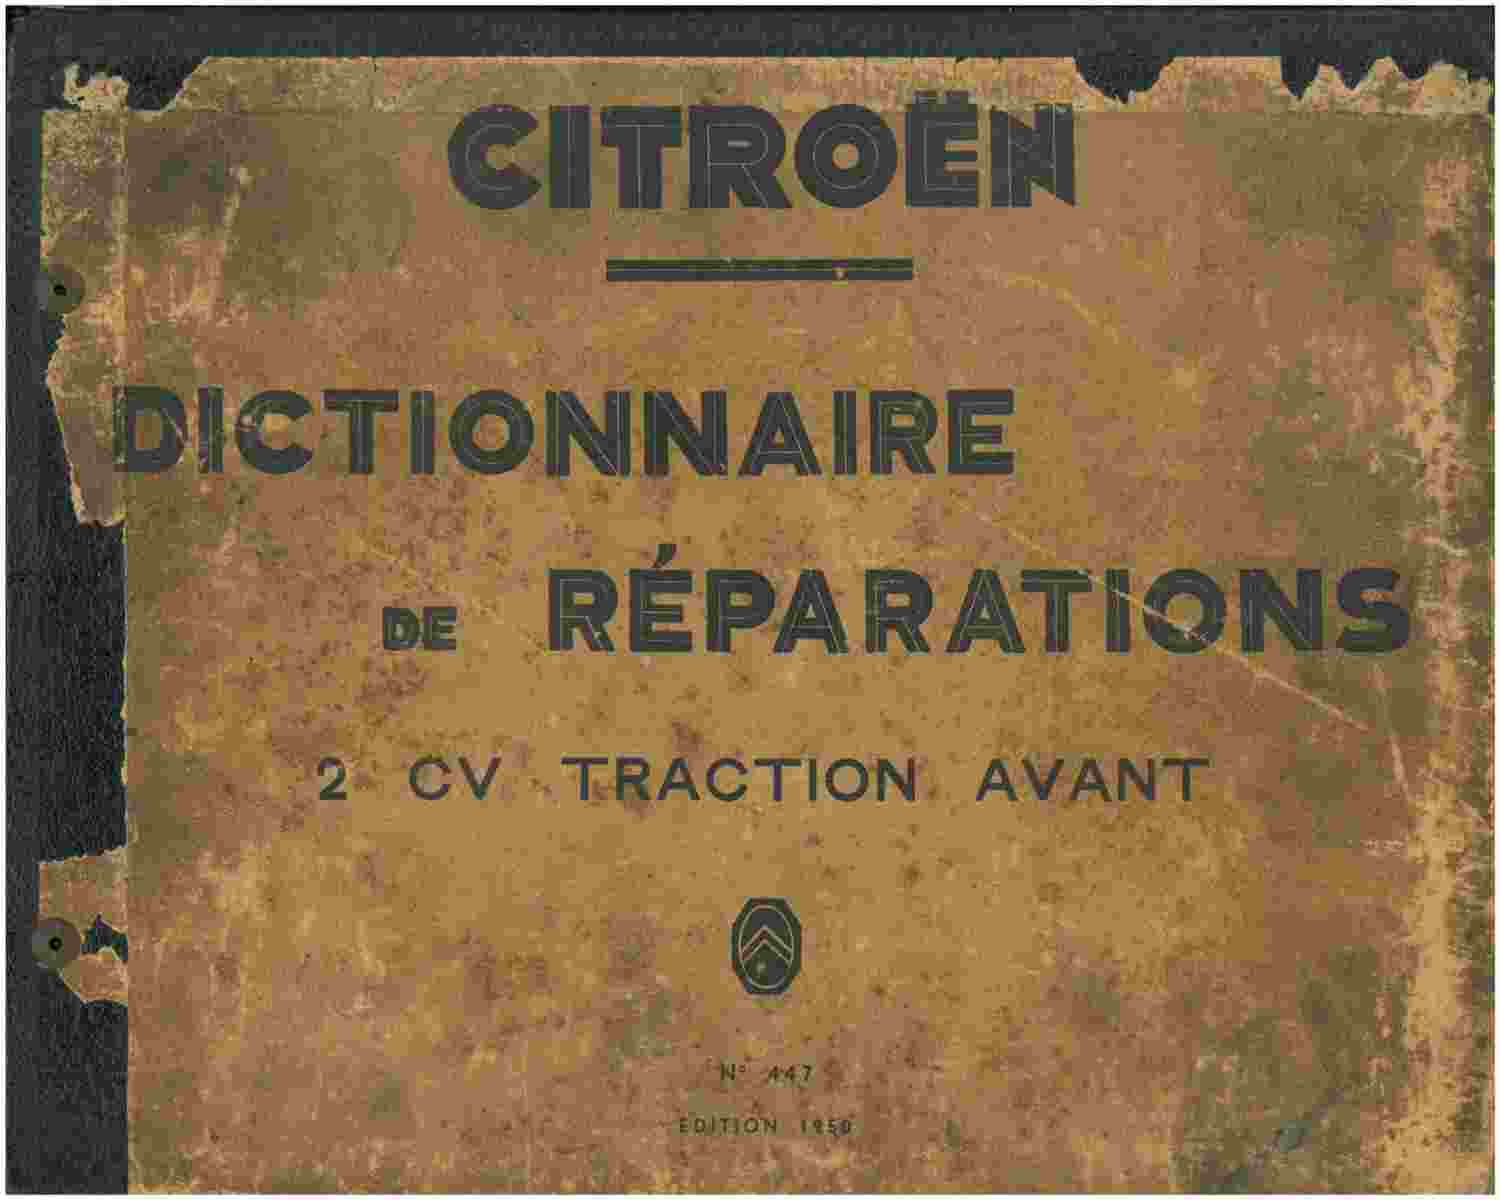 CITROËN
DICTIONNAIRE
DE RÉPARATIONS
2 CV TRACTION AVANT
N° 447
EDITION 1950